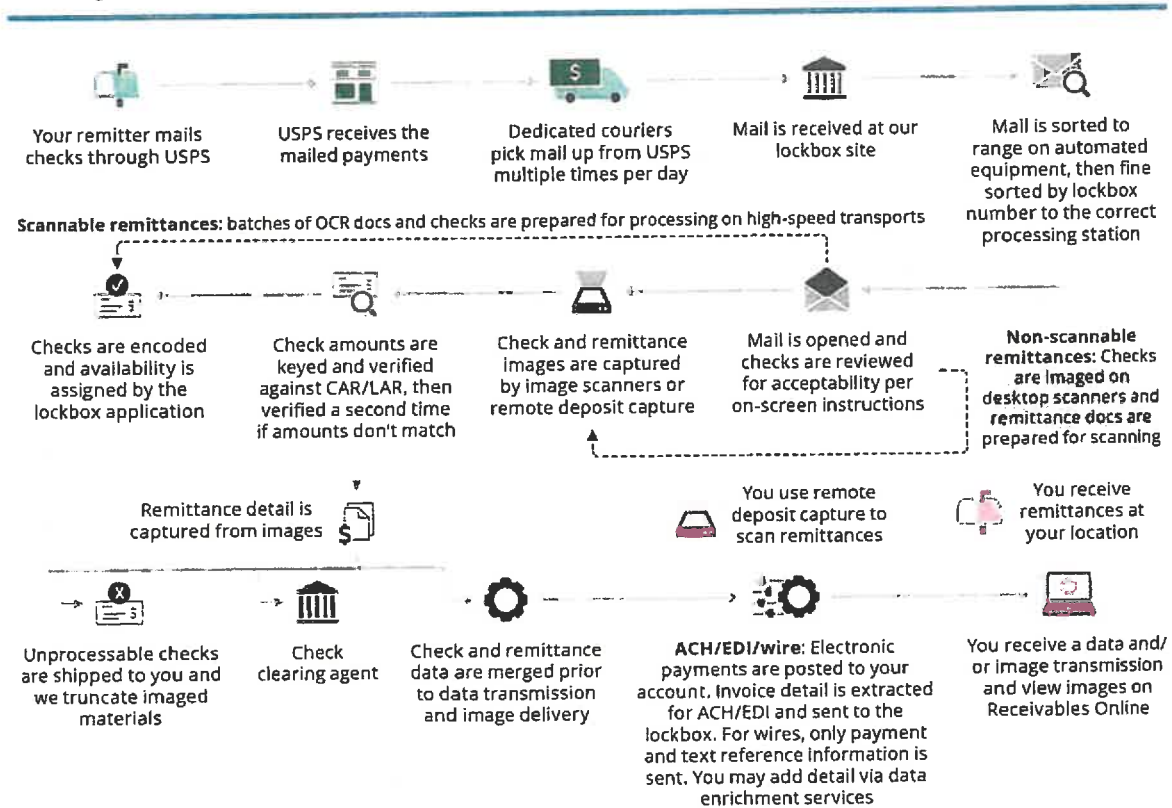 Your remitter mails
checks through USPS
USPS receives the
mailed payments
Dedicated couriers
pick mail up from USPS
multiple times per day
Mail is received at our
lockbox site
Mail is sorted to
range on automated
equipment, then fine
sorted by lockbox
number to the correct
processing station
Scannable remittances: batches of OCR docs and checks are prepared for processing on high-speed transports
Checks are encoded
and availability is
assigned by the
lockbox application
Check amounts are
keyed and verified
against CAR/LAR, then
verified a second time
if amounts don't match
Check and remittance
images are captured
by image scanners or
remote deposit capture
Mail is opened and
checks are reviewed
for acceptability per
on-screen instructions
Non-scannable
remittances: Checks
are imaged on
desktop scanners and
remittance docs are
prepared for scanning
Remittance detail is
captured from images
You use remote
deposit capture to
scan remittances
You receive
remittances at
your location
Unprocessable checks
are shipped to you and
we truncate imaged
materials
Check
clearing agent
Check and remittance
data are merged prior
to data transmission
and image delivery
ACH/EDI/wire: Electronic
payments are posted to your
account. Invoice detail is extracted
for ACH/EDI and sent to the
lockbox. For wires, only payment
and text reference information is
sent. You may add detail via data
enrichment services
You receive a data and/
or image transmission
and view images on
Receivables Online